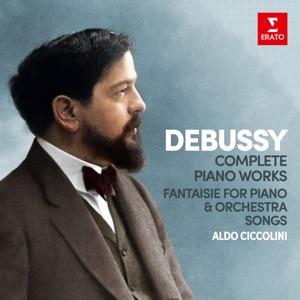 ERATO
DEBUSSY
COMPLETE
PIANO WORKS
FANTAISIE FOR PIANO
& ORCHESTRA
SONGS
ALDO CICCOLINI